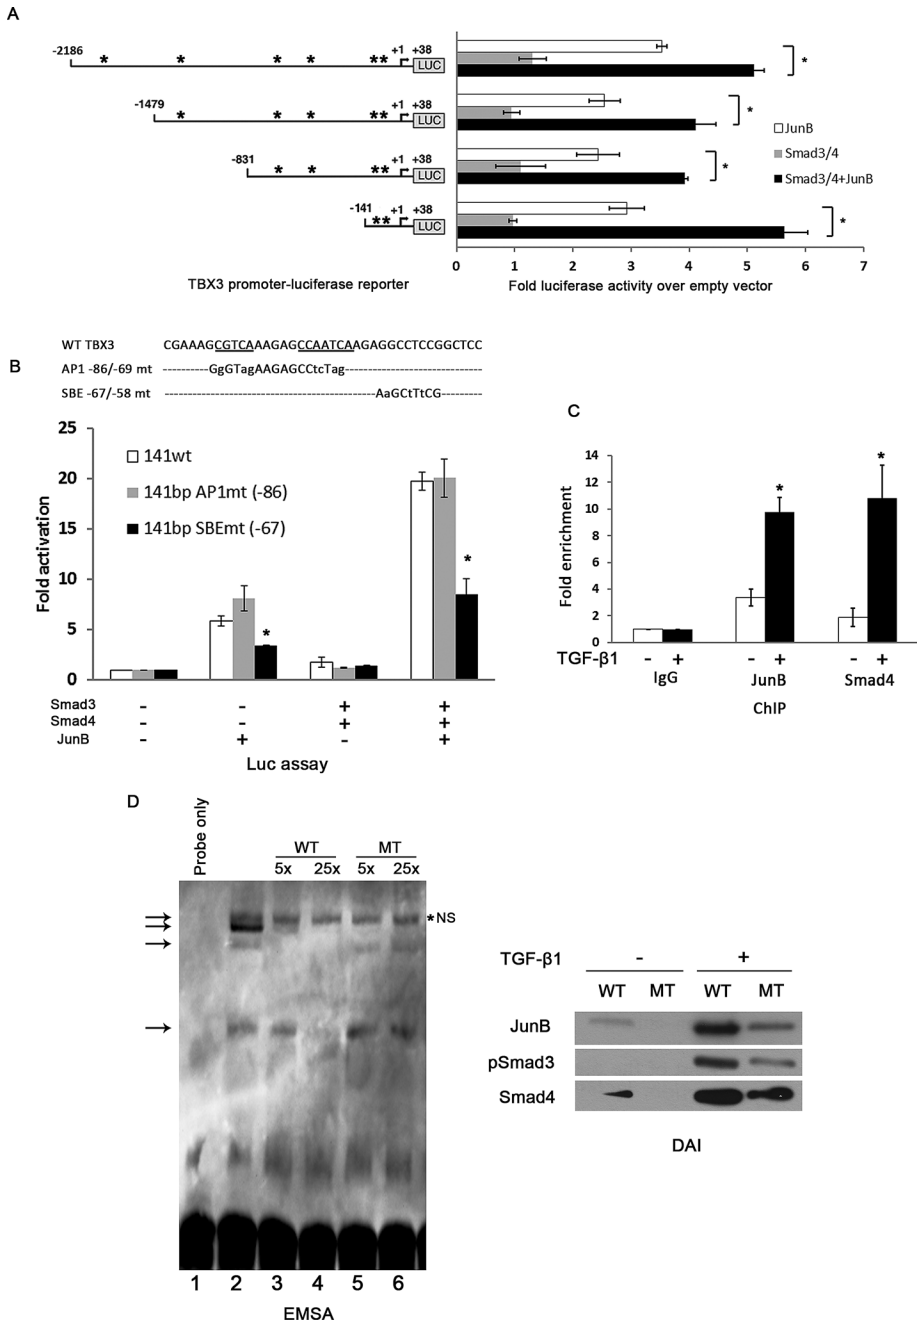 A
-2186
* * * * **
+1 +38
LUC
*
-1479
* * * **
+1 +38
LUC
*
JunB
-831
* * **
+1 +38
LUC
*
Smad3/4
Smad3/4+JunB
-141
**
+1 +38
LUC
*
0 1 2 3 4 5 6 7
TBX3 promoter-luciferase reporter
Fold luciferase activity over empty vector
B
WT TBX3 CGAAAGCGTCAAAGAGCCAATCAAGAGGCCTCCGGCTCC
AP1 -86/-69 mt ----------GgGTagAAGAGCCtcTag------------------------------
SBE -67/-58 mt ----------------------------------------------AaGCtTtCG---------
25
20
15
10
5
0
Fold activation
141wt
141bp AP1mt (-86)
141bp SBEmt (-67)
*
*
Smad3 - - + +
Smad4 - - + +
JunB - + - +
Luc assay
C
14
12
10
8
6
4
2
0
Fold enrichment
*
*
TGF-β1 - + - + - +
IgG JunB Smad4
ChIP
D
Probe only
WT MT
5x 25x 5x 25x
*NS
1 2 3 4 5 6
EMSA
TGF-β1 - +
WT MT WT MT
JunB
pSmad3
Smad4
DAI